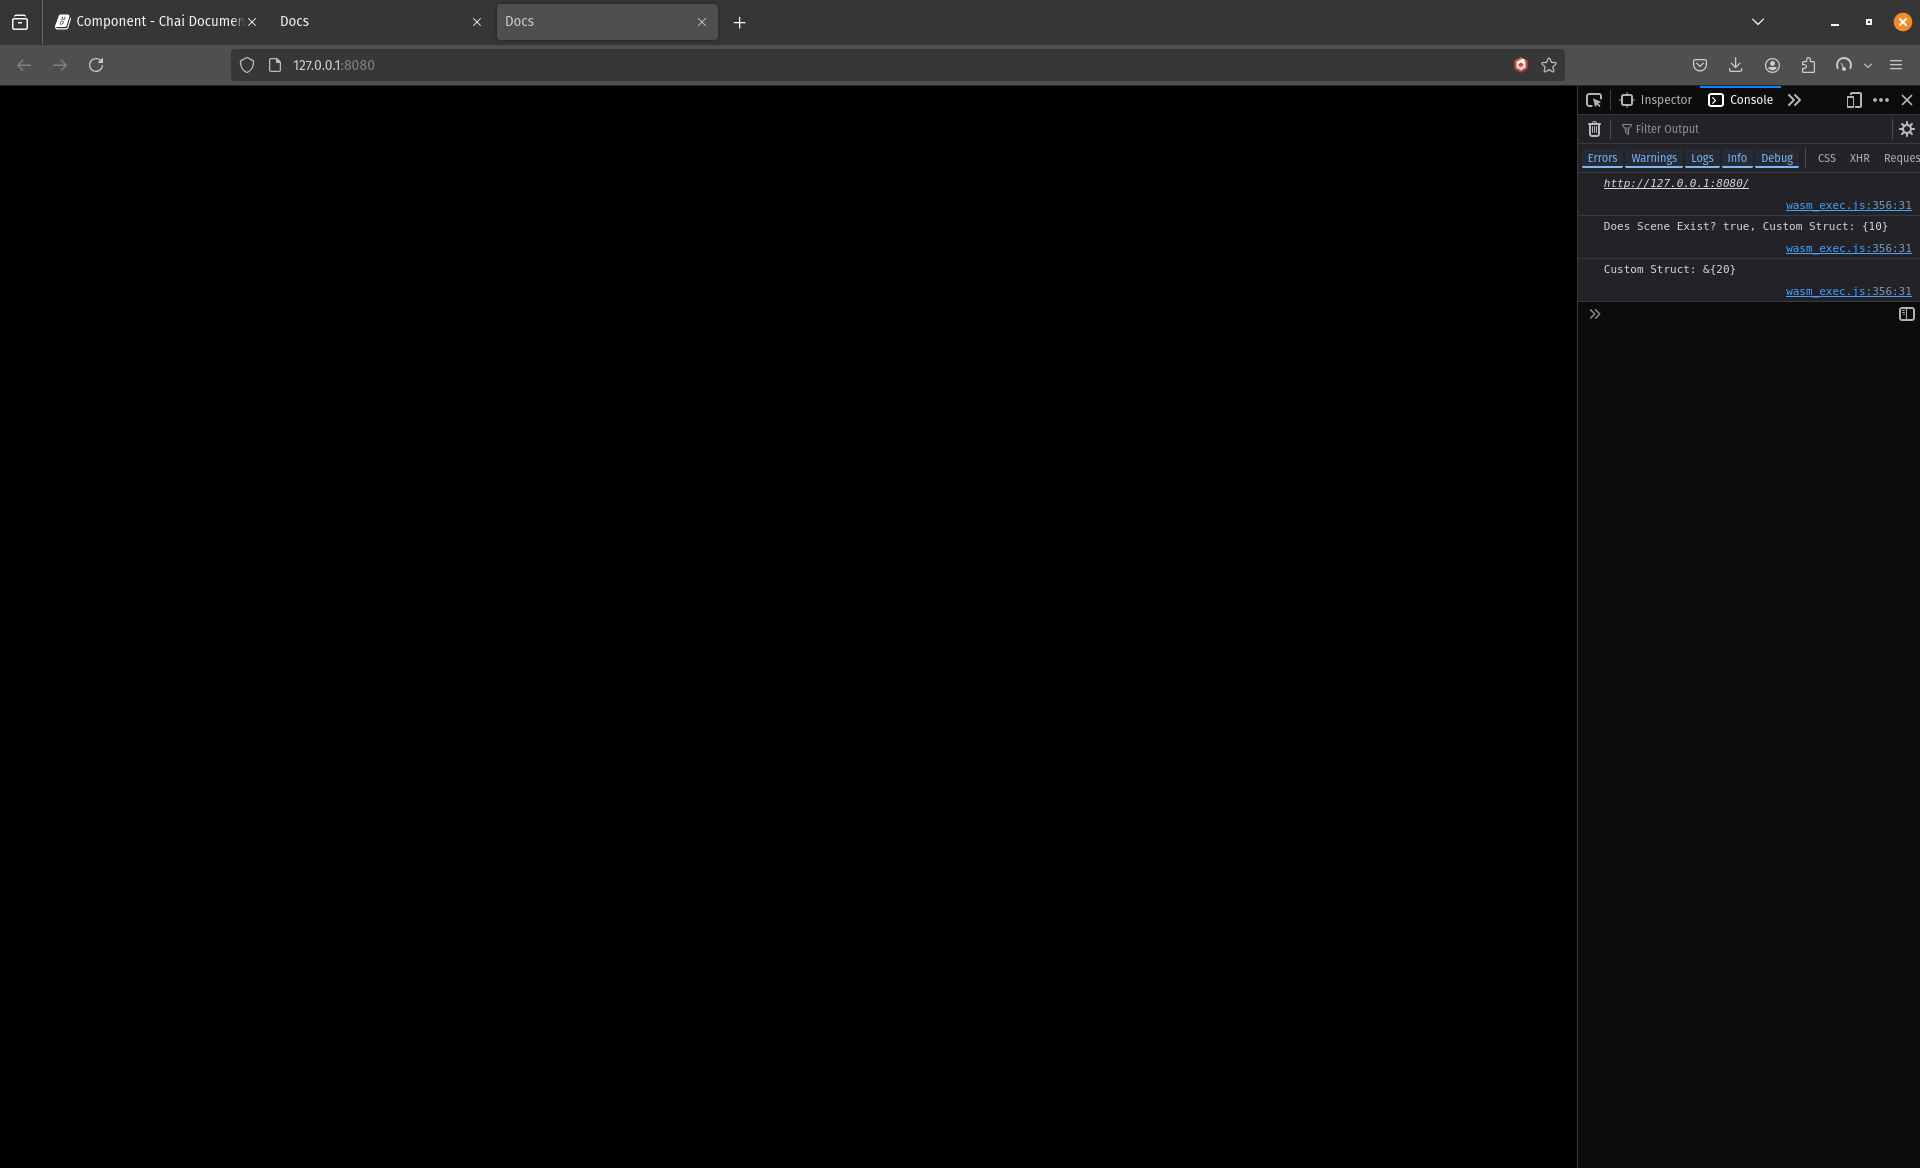 Component - Chai Documen
Docs
Docs
127.0.0.1:8080
Inspector
Console
Filter Output
Errors Warnings Logs Info Debug CSS XHR Reques
http://127.0.0.1:8080/
wasm_exec.js:356:31
Does Scene Exist? true, Custom Struct: {10}
wasm_exec.js:356:31
Custom Struct: &{20}
wasm_exec.js:356:31